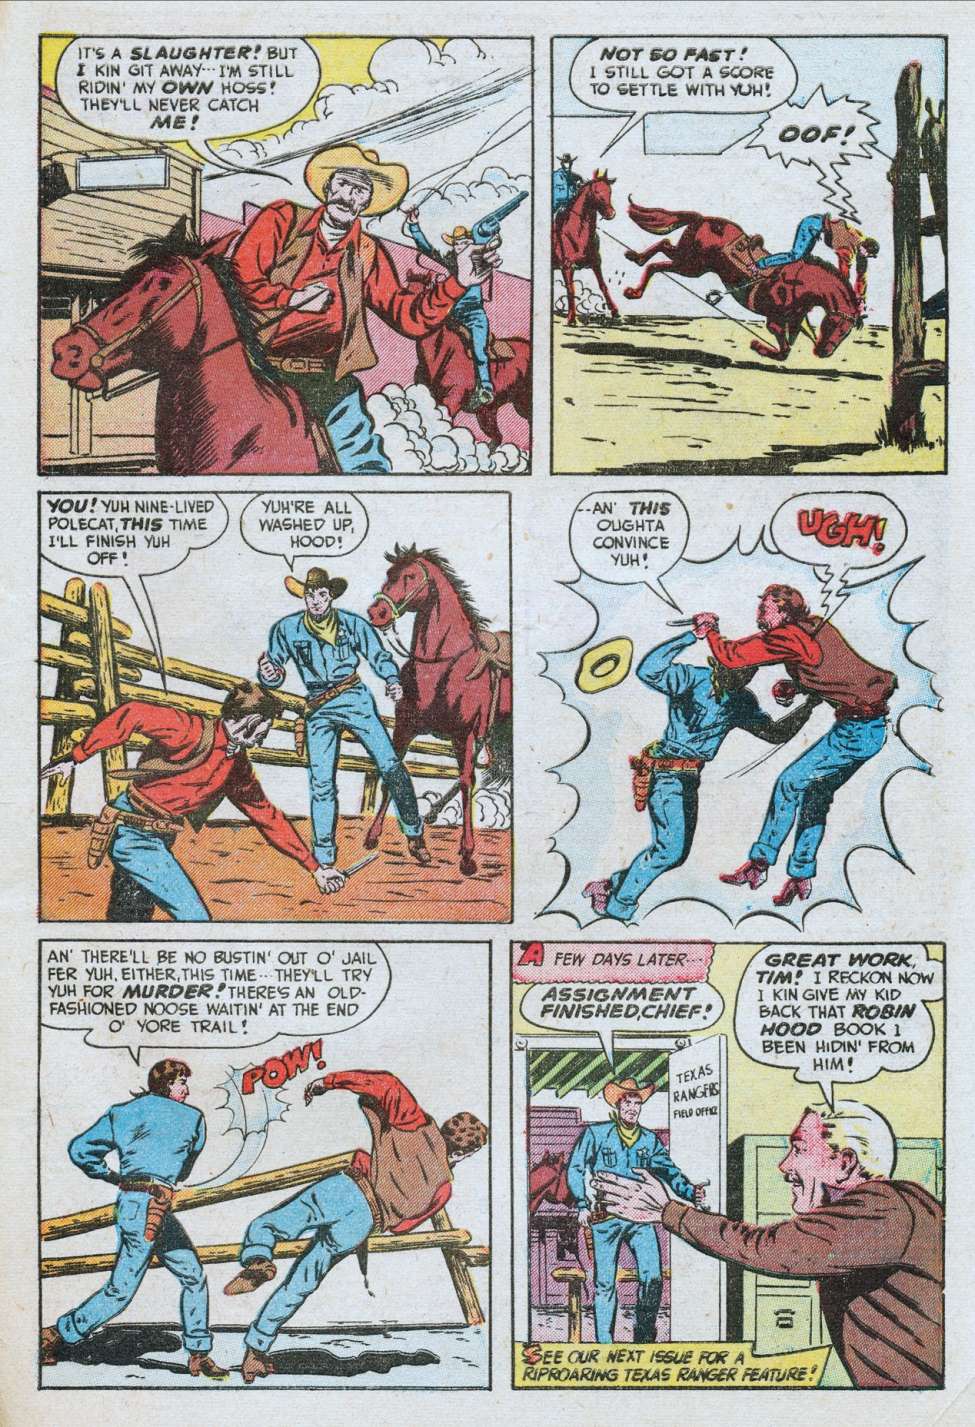 IT'S A SLAUGHTER! BUT
I KIN GIT AWAY--- I'M STILL
RIDIN' MY OWN HOSS!
THEY'LL NEVER CATCH
ME!
NOT SO FAST!
I STILL GOT A SCORE
TO SETTLE WITH YUH!
OOF!
YOU! YUH NINE-LIVED
POLECAT, THIS TIME
I'LL FINISH YUH
OFF!
YUH'RE ALL
WASHED UP,
HOOD!
---AN' THIS
OUGHTA
CONVINCE
YUH!
UGH!
AN' THERE'LL BE NO BUSTIN' OUT O' JAIL
FER YUH, EITHER, THIS TIME --- THEY'LL TRY
YUH FOR MURDER! THERE'S AN OLD-
FASHIONED NOOSE WAITIN' AT THE END
O' YORE TRAIL!
POW!
A FEW DAYS LATER---
ASSIGNMENT
FINISHED, CHIEF!
GREAT WORK,
TIM! I RECKON NOW
I KIN GIVE MY KID
BACK THAT ROBIN
HOOD BOOK I
BEEN HIDIN' FROM
HIM!
TEXAS
RANGERS
FIELD OFFICE
SEE OUR NEXT ISSUE FOR A
RIPROARING TEXAS RANGER FEATURE!